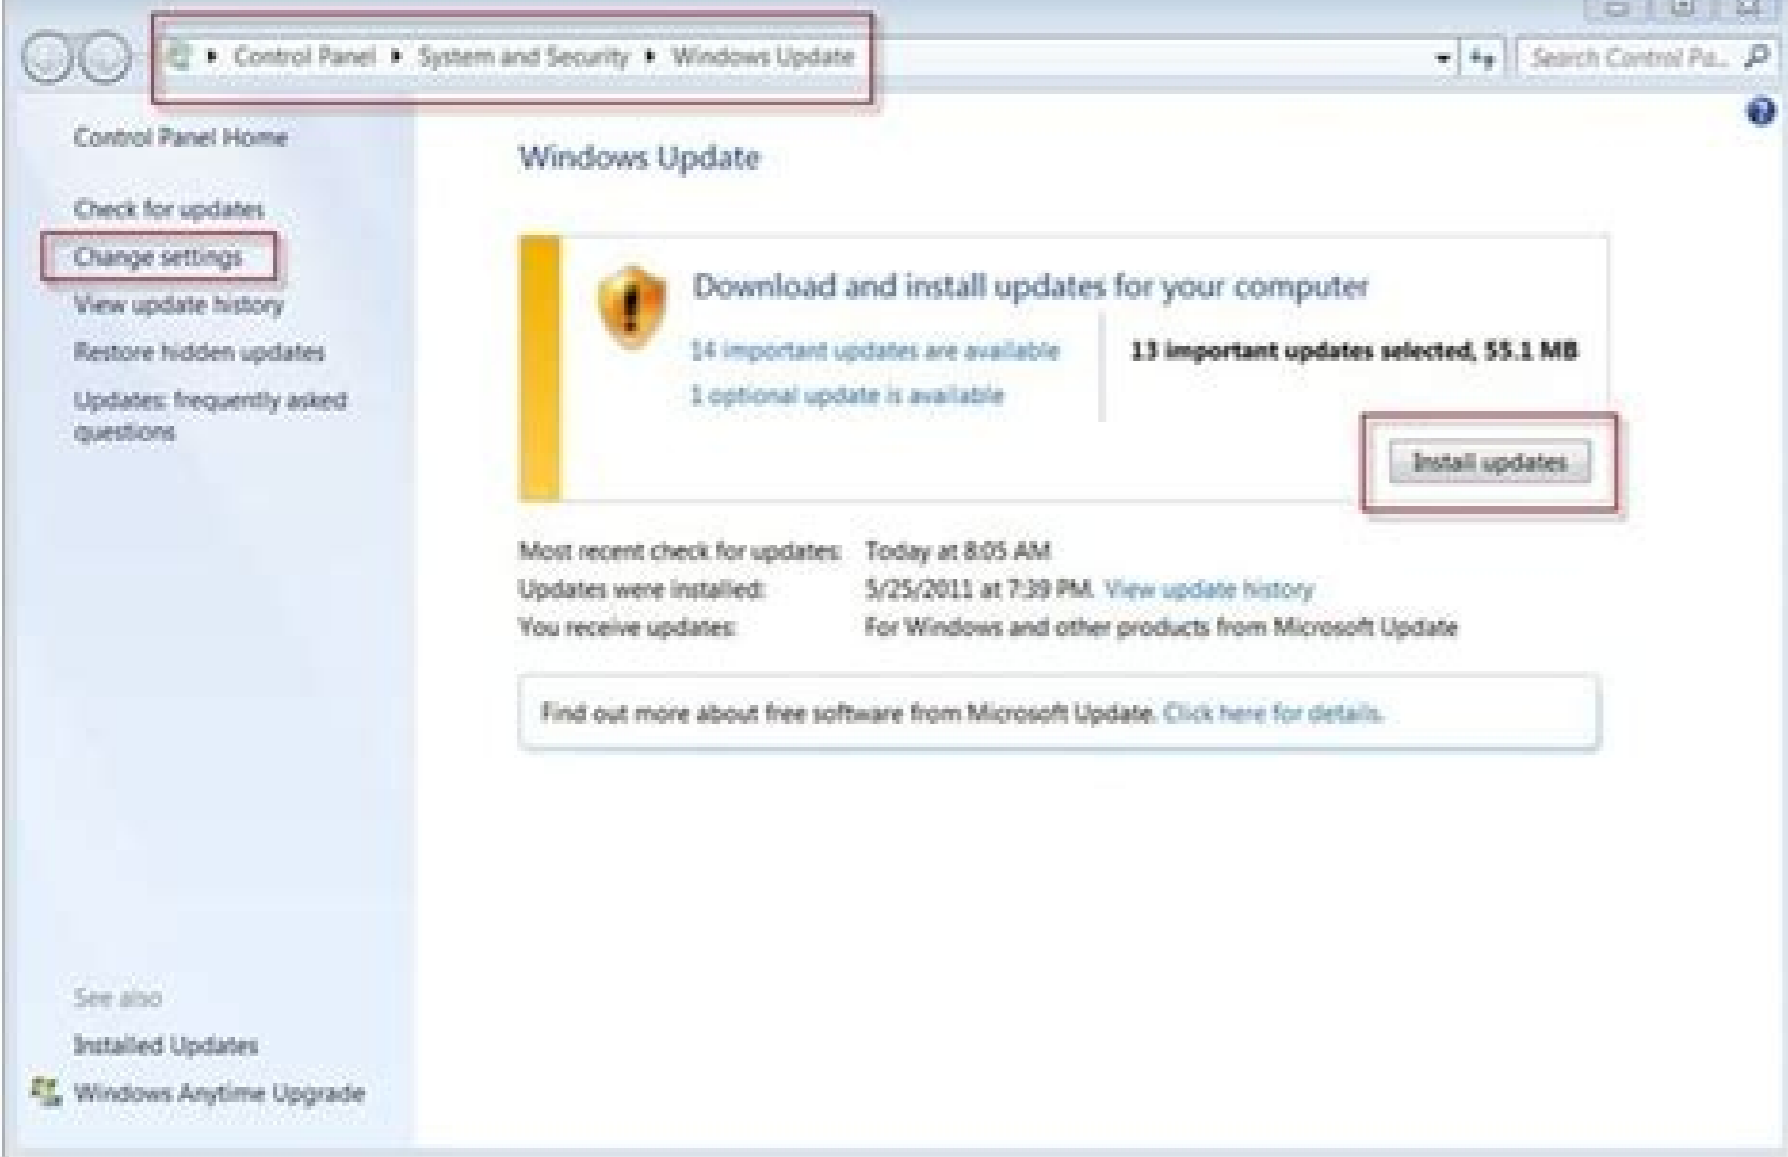 Control Panel ▸ System and Security ▸ Windows Update
Search Control Pa...
Control Panel Home
Check for updates
Change settings
View update history
Restore hidden updates
Updates: frequently asked
questions
See also
Installed Updates
Windows Anytime Upgrade
Windows Update
Download and install updates for your computer
14 important updates are available
1 optional update is available
13 important updates selected, 55.1 MB
Install updates
Most recent check for updates: Today at 8:05 AM
Updates were installed: 5/25/2011 at 7:39 PM. View update history
You receive updates: For Windows and other products from Microsoft Update
Find out more about free software from Microsoft Update. Click here for details.